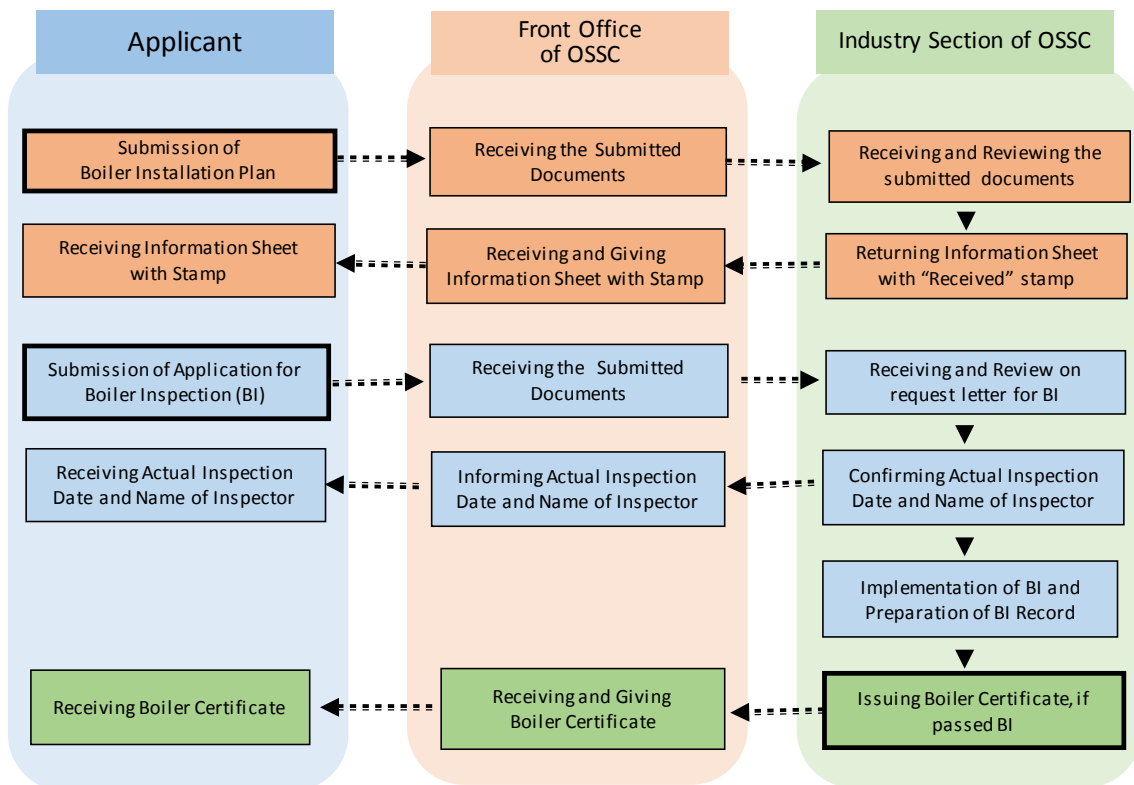 Applicant
Front Office
of OSSC
Industry Section of OSSC
Submission of
Boiler Installation Plan
Receiving the Submitted
Documents
Receiving and Reviewing the
submitted documents
Receiving Information Sheet
with Stamp
Receiving and Giving
Information Sheet with Stamp
Returning Information Sheet
with “Received” stamp
Submission of Application for
Boiler Inspection (BI)
Receiving the Submitted
Documents
Receiving and Review on
request letter for BI
Receiving Actual Inspection
Date and Name of Inspector
Informing Actual Inspection
Date and Name of Inspector
Confirming Actual Inspection
Date and Name of Inspector
Implementation of BI and
Preparation of BI Record
Receiving Boiler Certificate
Receiving and Giving
Boiler Certificate
Issuing Boiler Certificate, if
passed BI